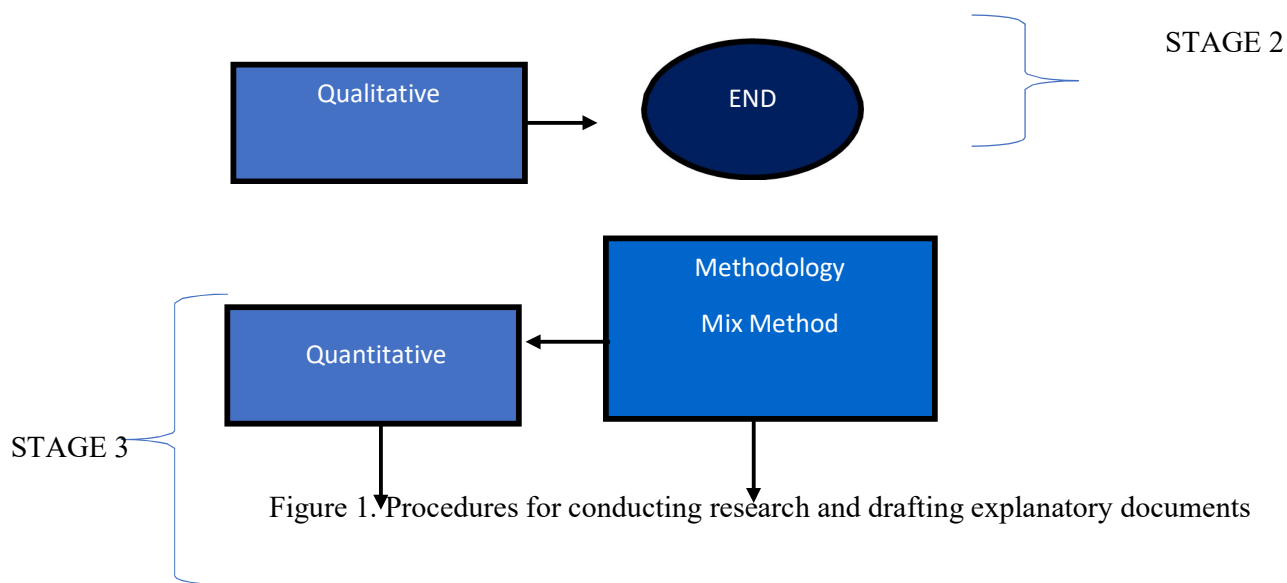 STAGE 2
Qualitative
END
Methodology
Mix Method
Quantitative
STAGE 3
Figure 1. Procedures for conducting research and drafting explanatory documents